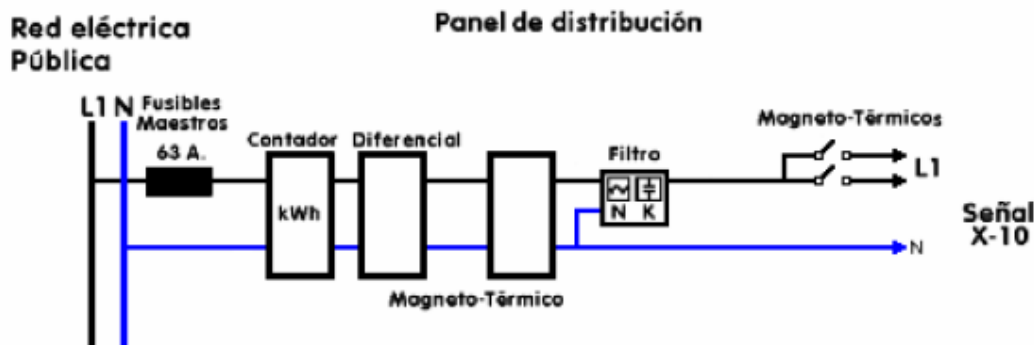 Red eléctrica
Pública
Panel de distribución
L1 N
Fusibles
Maestros
63 A.
Contador
Diferencial
kWh
Magneto-Térmico
Filtro
N K
Magneto-Térmicos
L1
Señal
X-10
N